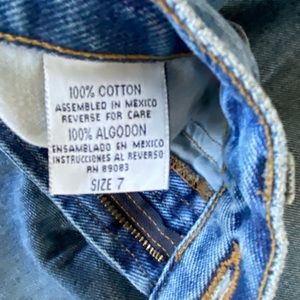 100% COTTON
ASSEMBLED IN MEXICO
REVERSE FOR CARE
100% ALGODON
ENSAMBLADO EN MEXICO
INSTRUCCIONES AL REVERSO
RN 89083
SIZE 7